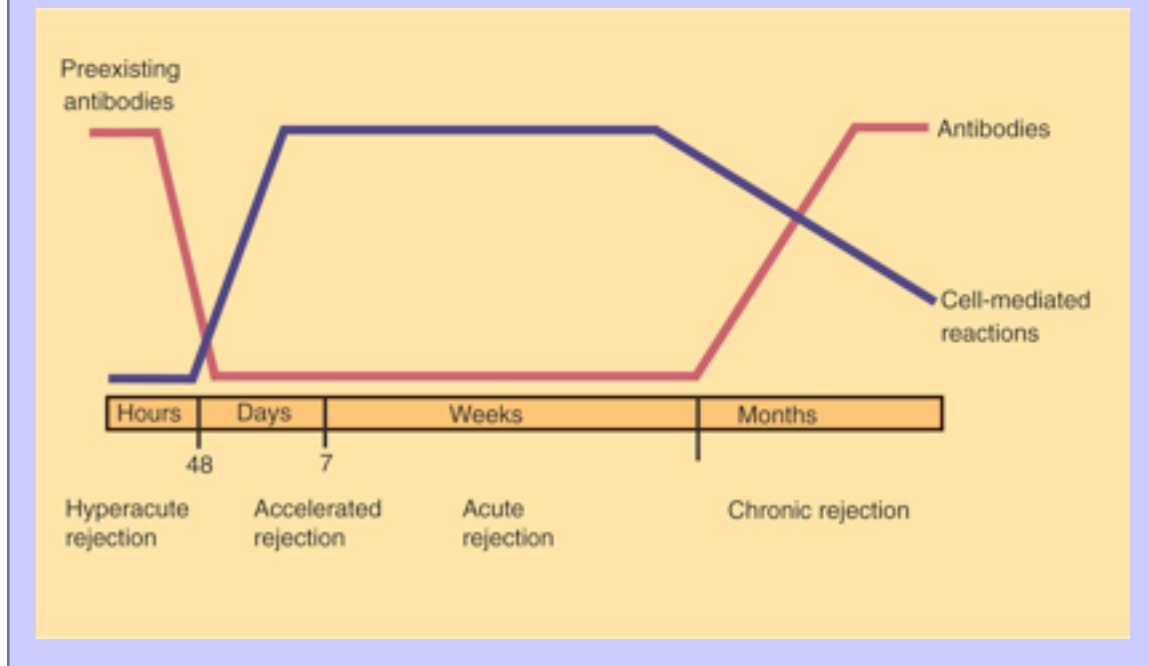 Preexisting
antibodies
Antibodies
Cell-mediated
reactions
Hours Days Weeks Months
48 7
Hyperacute
rejection
Accelerated
rejection
Acute
rejection
Chronic rejection